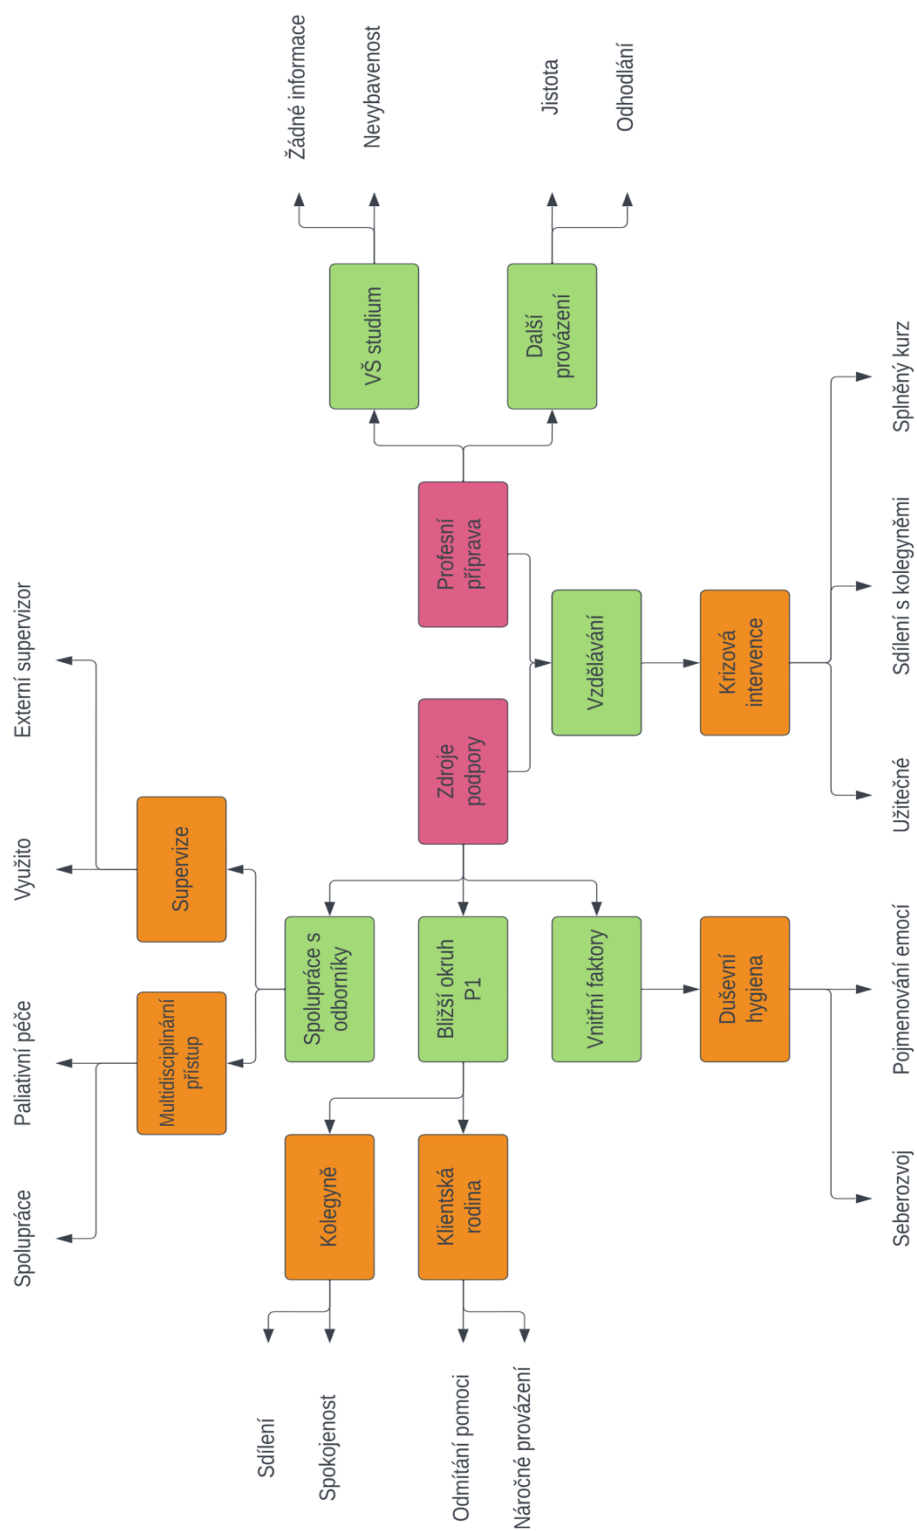 Spolupráce
Paliativní péče
Využito
Externí supervizor
Multidisciplinární
přístup
Supervize
Sdílení
Spokojenost
Kolegyně
Spolupráce s
odborníky
VŠ studium
Žádné informace
Nevybavenost
Odmítání pomoci
Náročné provázení
Klientská
rodina
Bližší okruh
P1
Zdroje
podpory
Profesní
příprava
Další
provázení
Jistota
Odhodlání
Vnitřní faktory
Vzdělávání
Duševní
hygiena
Krizová
intervence
Seberozvoj
Pojmenování emocí
Užitečné
Sdílení s kolegyněmi
Splněný kurz